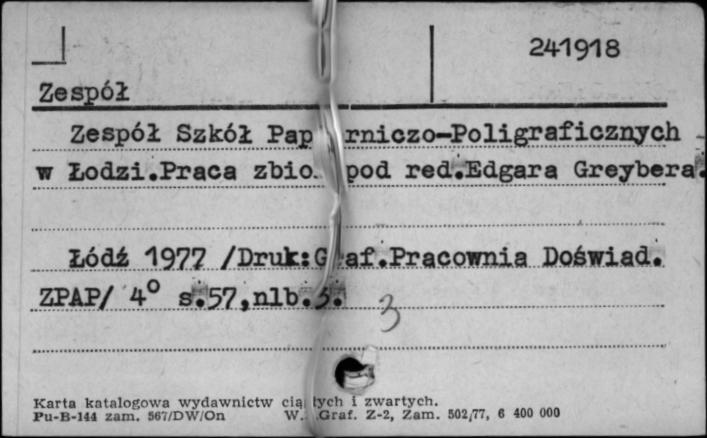 241918
Zespół
Zespół Szkół Pap rniczo-Poligraficznych
w Łodzi.Praca zbio. pod red.Edgara Greybera.
Łódź 1977 /Druk:G af.Pracownia Doświad.
ZPAP/ 4° s.57,nlb.3.
3
Karta katalogowa wydawnictw cią tych i zwartych.
Pu-B-144 zam. 567/DW/On W. .Graf. Z-2, Zam. 502/77, 6 400 000